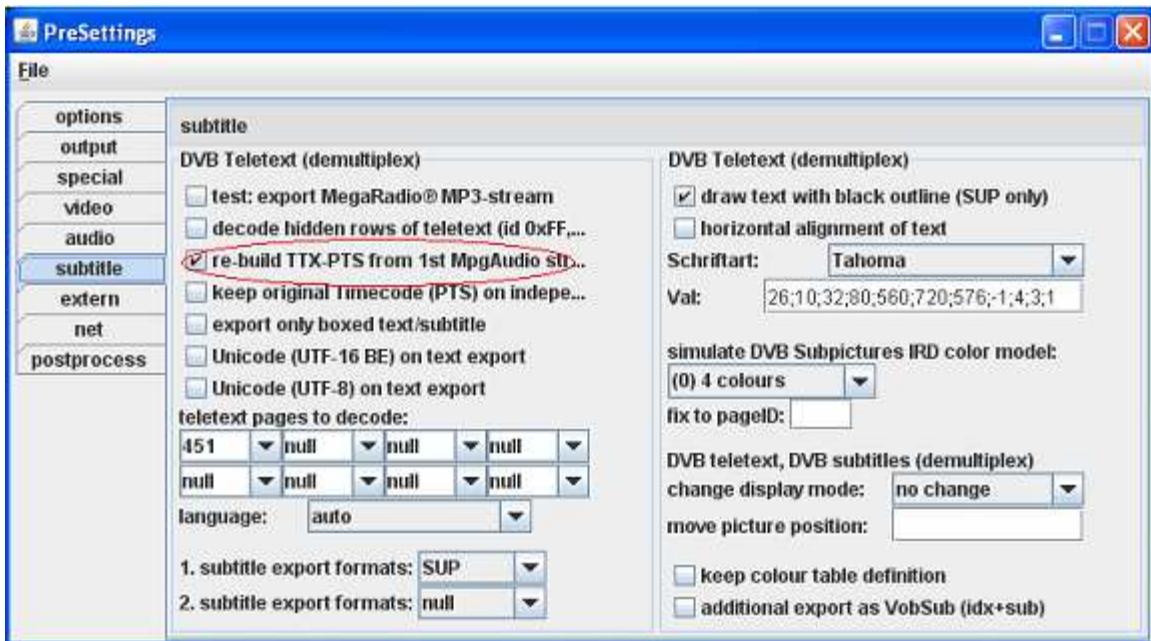 PreSettings
File
options
output
special
video
audio
subtitle
extern
net
postprocess
subtitle
DVB Teletext (demultiplex)
test: export MegaRadio® MP3-stream
decode hidden rows of teletext (id 0xFF,...
re-build TTX-PTS from 1st MpgAudio str...
keep original Timecode (PTS) on indepe...
export only boxed text/subtitle
Unicode (UTF-16 BE) on text export
Unicode (UTF-8) on text export
teletext pages to decode:
451 null null null
null null null null
language: auto
1. subtitle export formats: SUP
2. subtitle export formats: null
DVB Teletext (demultiplex)
draw text with black outline (SUP only)
horizontal alignment of text
Schriftart: Tahoma
Val: 26;10;32;80;560;720;576;-1;4;3;1
simulate DVB Subpictures IRD color model:
(0) 4 colours
fix to pageID:
DVB teletext, DVB subtitles (demultiplex)
change display mode: no change
move picture position:
keep colour table definition
additional export as VobSub (idx+sub)